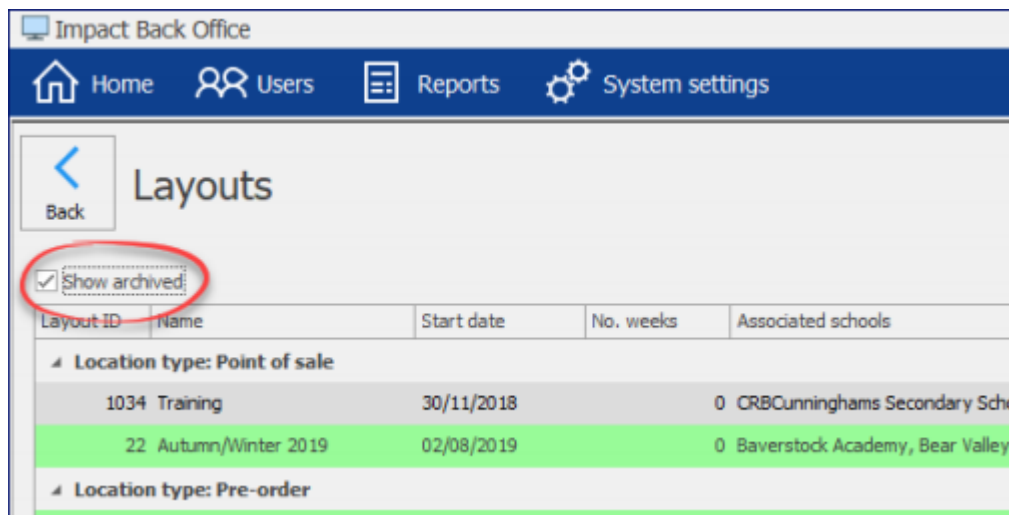 Impact Back Office
Home Users Reports System settings
Back Layouts
Show archived
Layout ID Name Start date No. weeks Associated schools
Location type: Point of sale
1034 Training 30/11/2018 0 CRBCunninghams Secondary Sch
22 Autumn/Winter 2019 02/08/2019 0 Baverstock Academy, Bear Valley
Location type: Pre-order